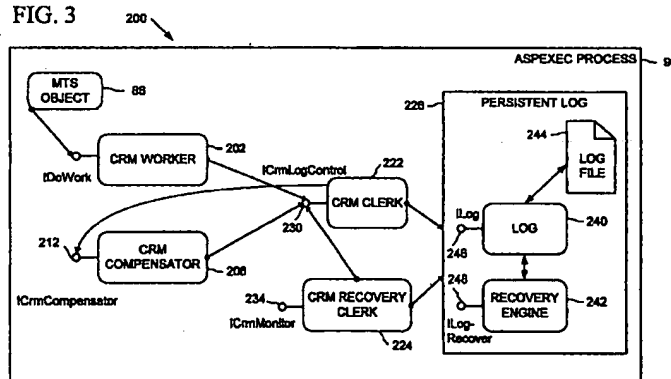 FIG. 3
200
ASPEXEC PROCESS
9
MTS
OBJECT
88
226
PERSISTENT LOG
244
LOG
FILE
202
CRM WORKER
IDoWork
ICrmLogControl
222
CRM CLERK
230
ILog
246
LOG
240
212
CRM
COMPENSATOR
206
ICrmCompensator
234
ICrmMonitor
CRM RECOVERY
CLERK
224
248
ILog-
Recover
RECOVERY
ENGINE
242